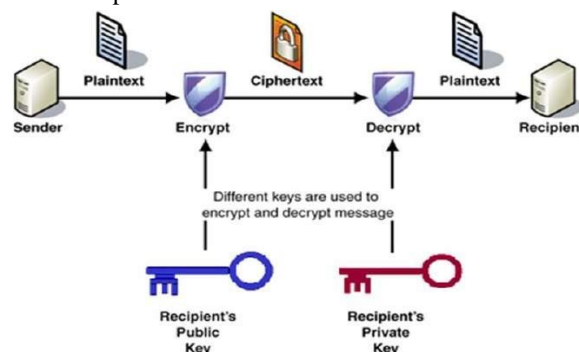 Plaintext
Ciphertext
Plaintext
Sender
Encrypt
Decrypt
Recipien
Different keys are used to
encrypt and decrypt message
Recipient's
Public
Key
Recipient's
Private
Key